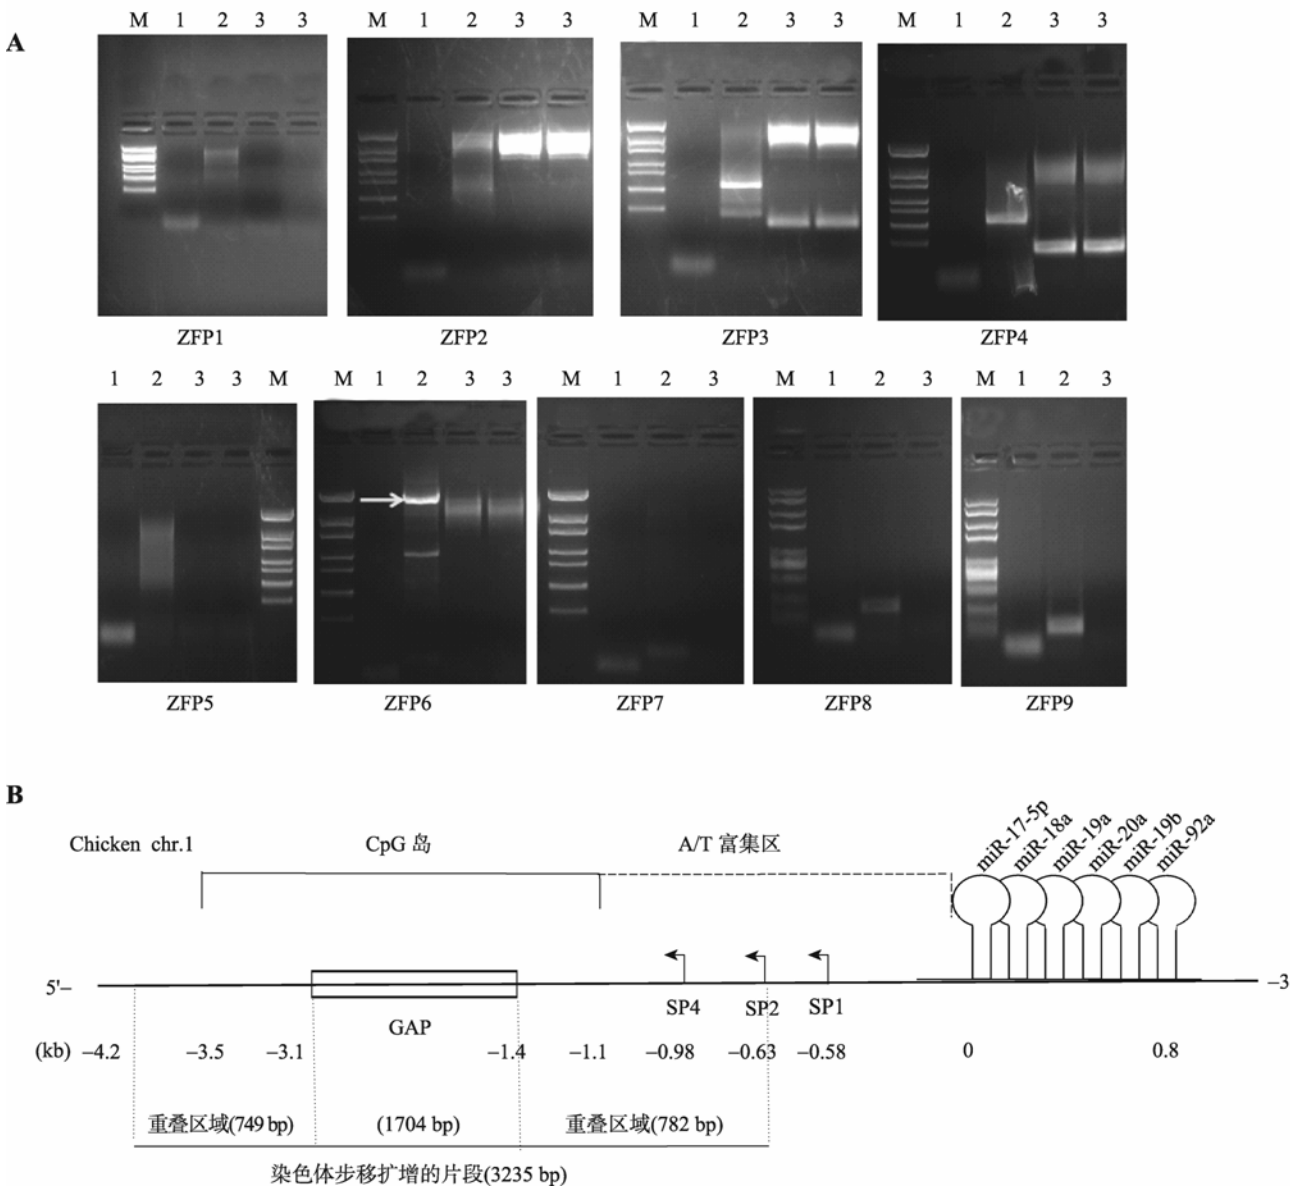 A
M 1 2 3 3
M 1 2 3 3
M 1 2 3 3
M 1 2 3 3
ZFP1
ZFP2
ZFP3
ZFP4
1 2 3 3 M
M 1 2 3 3
M 1 2 3
M 1 2 3
M 1 2 3
ZFP5
ZFP6
ZFP7
ZFP8
ZFP9
B
Chicken chr.1
CpG 岛
A/T 富集区
miR-17-5p
miR-18a
miR-19a
miR-20a
miR-19b
miR-92a
5'–
–3
SP4
SP2
SP1
GAP
(kb) –4.2 –3.5 –3.1 –1.4 –1.1 –0.98 –0.63 –0.58 0 0.8
重叠区域(749 bp)
(1704 bp)
重叠区域(782 bp)
染色体步移扩增的片段(3235 bp)